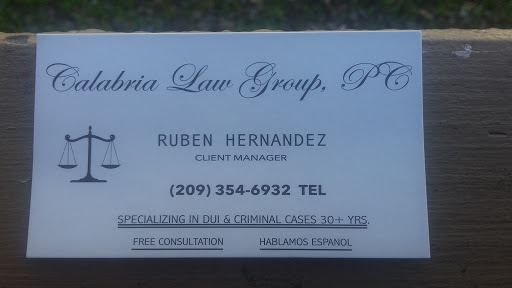 Calabria Law Group, PC
RUBEN HERNANDEZ
CLIENT MANAGER
(209) 354-6932 TEL
SPECIALIZING IN DUI & CRIMINAL CASES 30+ YRS.
FREE CONSULTATION HABLAMOS ESPANOL